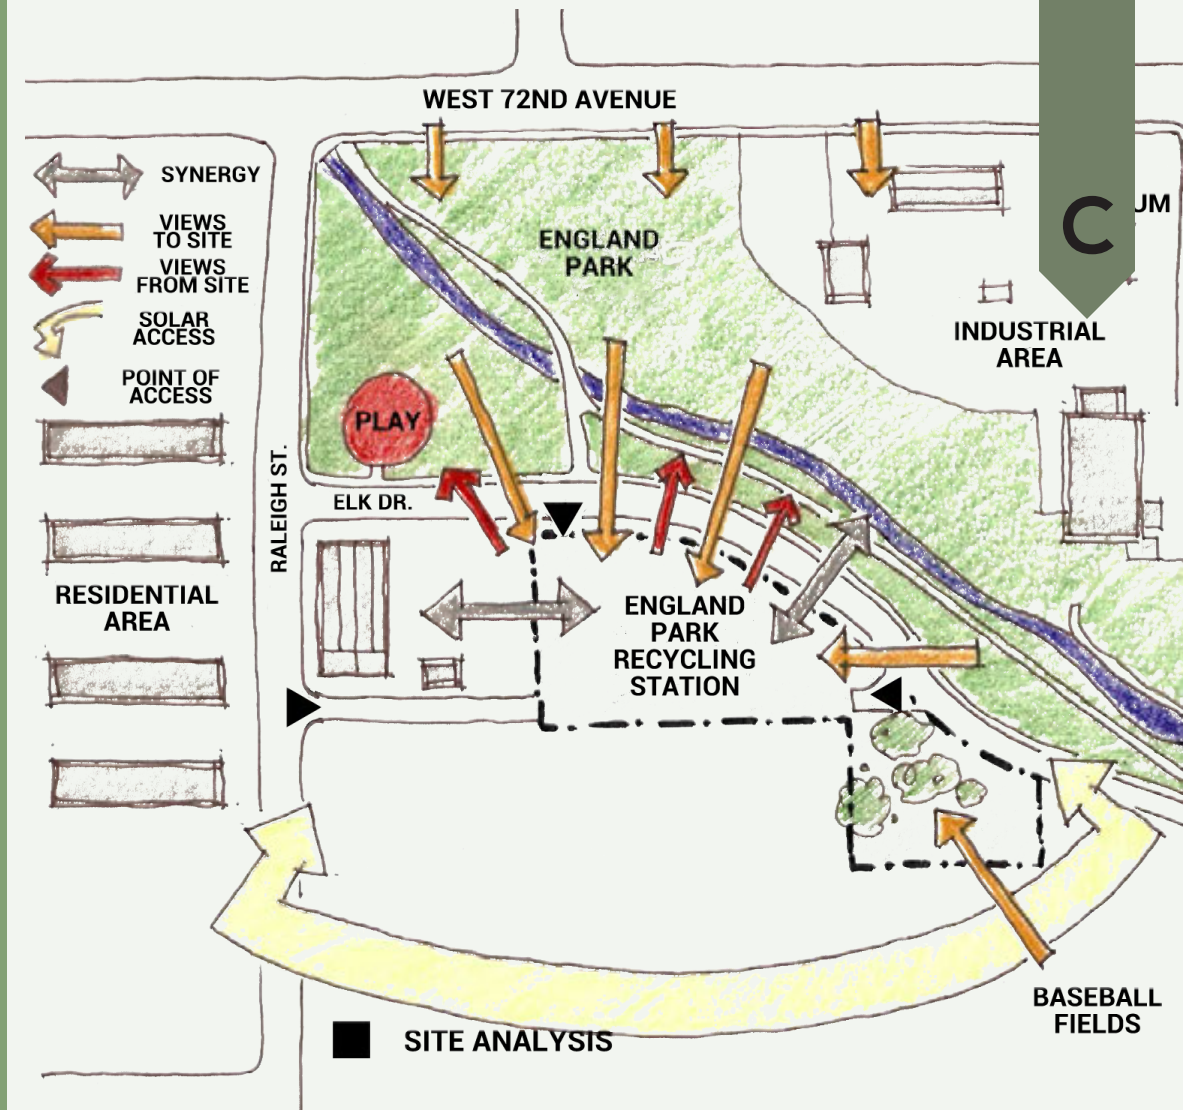 WEST 72ND AVENUE
SYNERGY
VIEWS
TO SITE
VIEWS
FROM SITE
SOLAR
ACCESS
POINT OF
ACCESS
C
ENGLAND
PARK
INDUSTRIAL
AREA
PLAY
RALEIGH ST.
ELK DR.
RESIDENTIAL
AREA
ENGLAND
PARK
RECYCLING
STATION
BASEBALL
FIELDS
SITE ANALYSIS